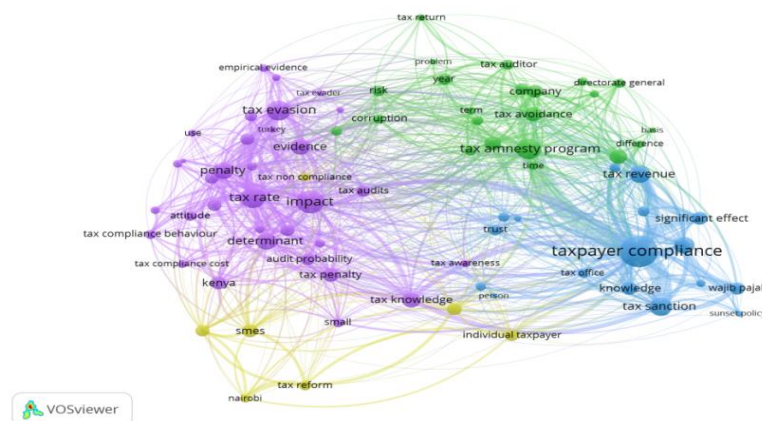 tax return
problem
tax auditor
empirical evidence
year
directorate general
tax evader
risk
company
tax evasion
term
tax avoidance
corruption
use
turkey
basis
evidence
tax amnesty program
difference
time
penalty
tax non compliance
tax revenue
tax rate
impact
tax audits
attitude
significant effect
trust
tax compliance behaviour
determinant
taxpayer compliance
audit probability
tax compliance cost
tax awareness
tax penalty
tax office
kenya
knowledge
wajib pajak
person
tax knowledge
tax sanction
sunset policy
smes
small
individual taxpayer
tax reform
nairobi
VOSviewer